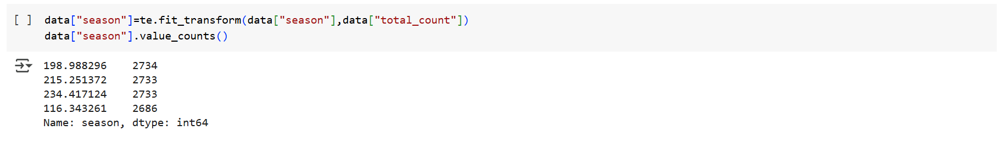 [ ] data["season"]=te.fit_transform(data["season"],data["total_count"])
data["season"].value_counts()
198.988296    2734
215.251372    2733
234.417124    2733
116.343261    2686
Name: season, dtype: int64